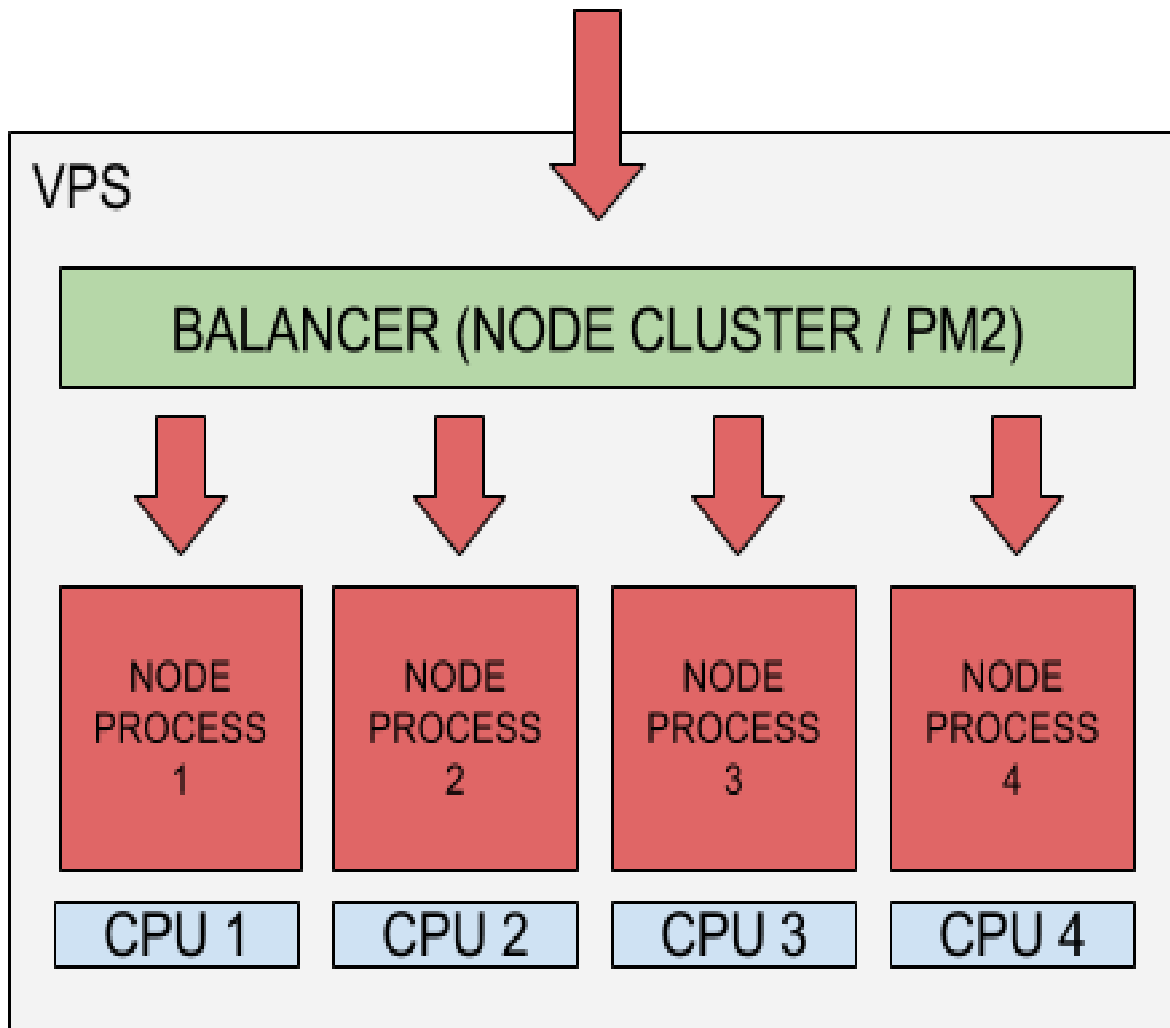 VPS
BALANCER (NODE CLUSTER / PM2)
NODE
PROCESS
1
NODE
PROCESS
2
NODE
PROCESS
3
NODE
PROCESS
4
CPU 1
CPU 2
CPU 3
CPU 4